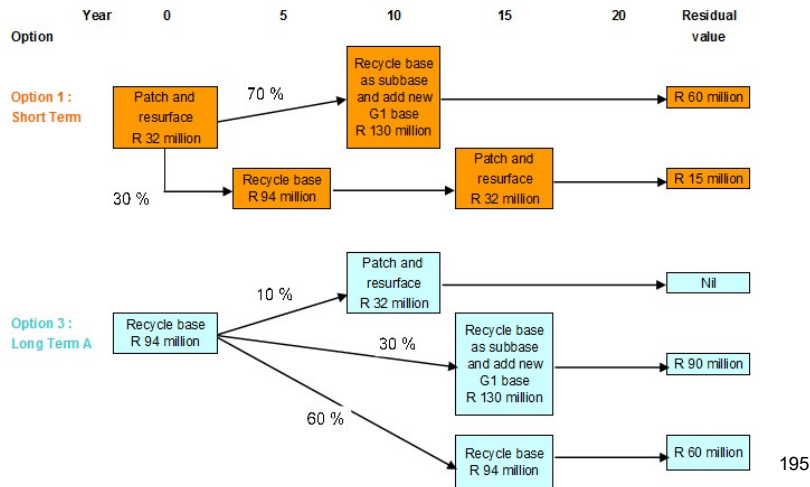 Year 0 5 10 15 20 Residual value
Option
Option 1 :
Short Term
Patch and
resurface
R 32 million
70 %
Recycle base
as subbase
and add new
G1 base
R 130 million
R 60 million
30 %
Recycle base
R 94 million
Patch and
resurface
R 32 million
R 15 million
Option 3 :
Long Term A
Recycle base
R 94 million
10 %
Patch and
resurface
R 32 million
Nil
30 %
Recycle base
as subbase
and add new
G1 base
R 130 million
R 90 million
60 %
Recycle base
R 94 million
R 60 million
195